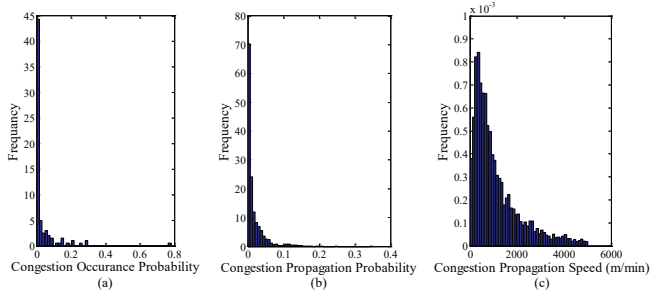 45
40
35
30
25
20
15
10
5
0
0 0.2 0.4 0.6 0.8
Frequency
Congestion Occurance Probability
(a)
80
70
60
50
40
30
20
10
0
0 0.1 0.2 0.3 0.4
Frequency
Congestion Propagation Probability
(b)
x 10⁻³
1
0.9
0.8
0.7
0.6
0.5
0.4
0.3
0.2
0.1
0
0 2000 4000 6000
Frequancy
Congestion Propagation Speed (m/min)
(c)